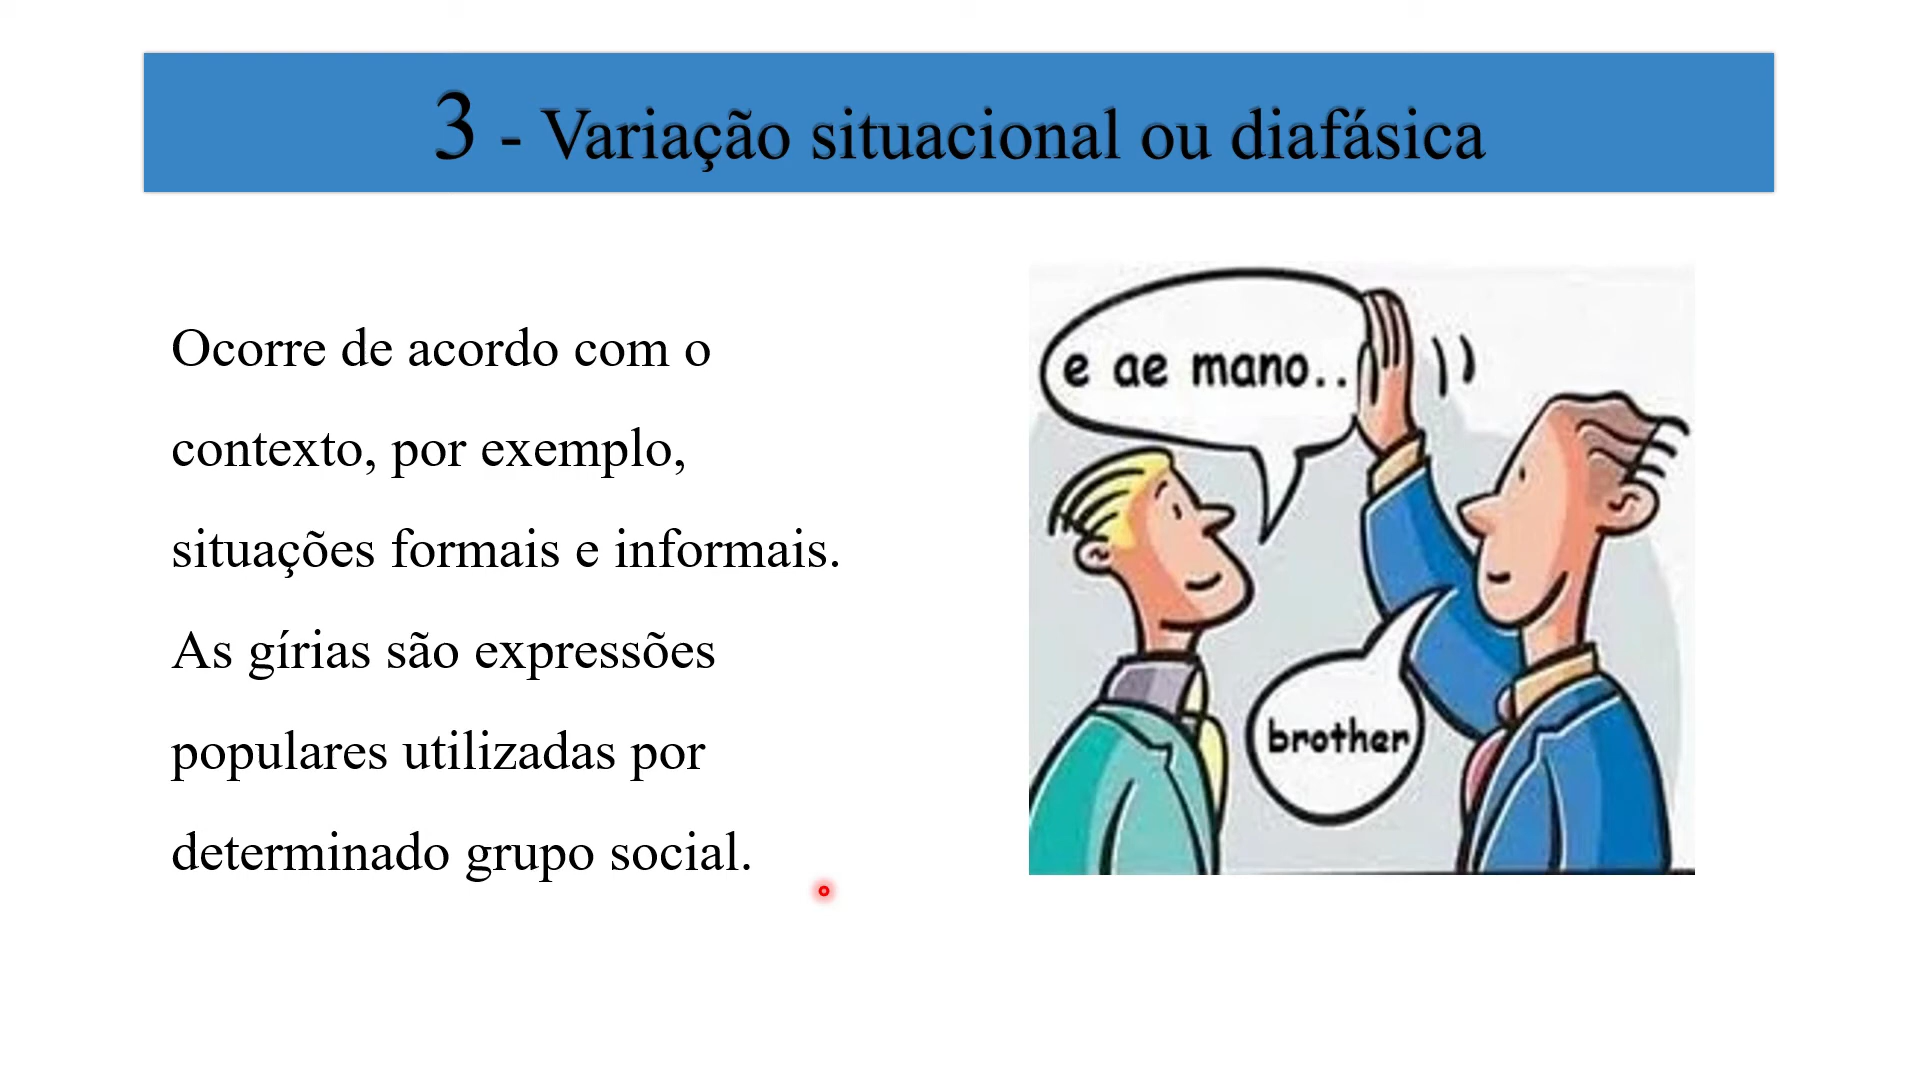 3 - Variação situacional ou diafásica
Ocorre de acordo com o
contexto, por exemplo,
situações formais e informais.
As gírias são expressões
populares utilizadas por
determinado grupo social.
e ae mano..
brother